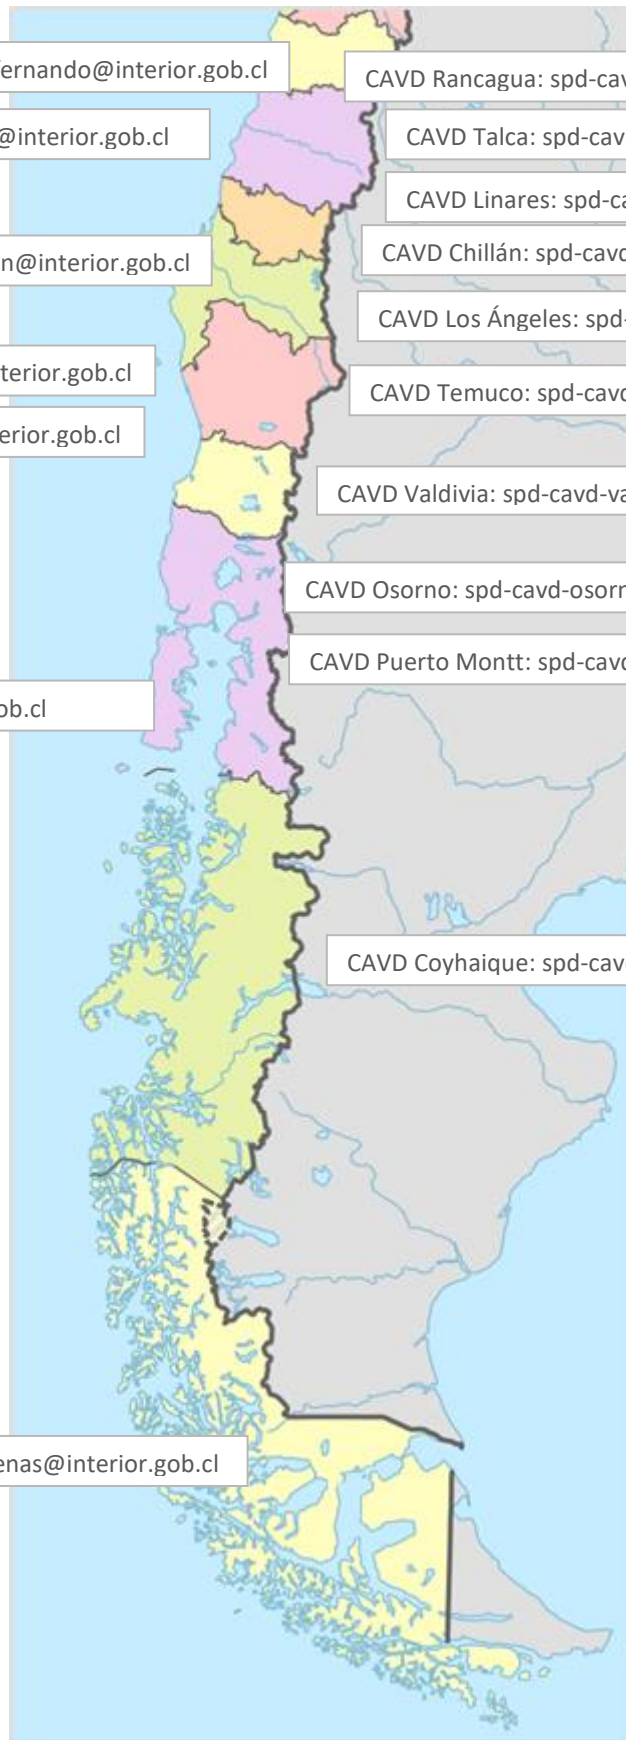 ernando@interior.gob.cl
CAVD Rancagua: spd-cav
@interior.gob.cl
CAVD Talca: spd-cav
CAVD Linares: spd-ca
n@interior.gob.cl
CAVD Chillán: spd-cavd
CAVD Los Ángeles: spd-
terior.gob.cl
CAVD Temuco: spd-cavd
erior.gob.cl
CAVD Valdivia: spd-cavd-va
CAVD Osorno: spd-cavd-osorn
CAVD Puerto Montt: spd-cavd
ob.cl
CAVD Coyhaique: spd-cav
enas@interior.gob.cl